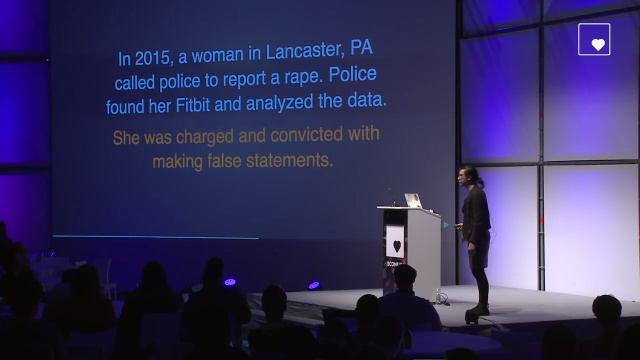 In 2015, a woman in Lancaster, PA
called police to report a rape. Police
found her Fitbit and analyzed the data.
She was charged and convicted with
making false statements.